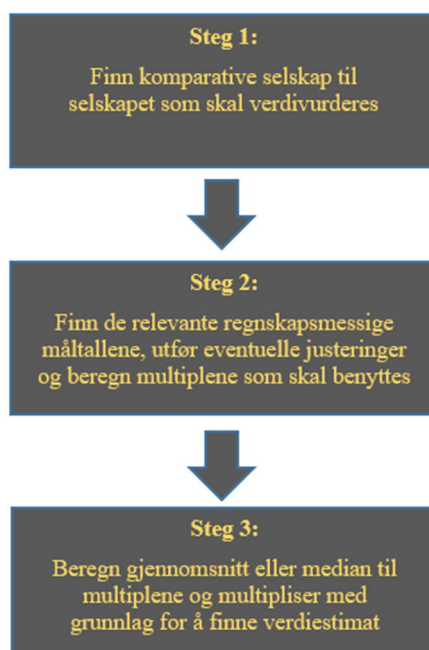 Steg 1:
Finn komparative selskap til
selskapet som skal verdivurderes
Steg 2:
Finn de relevante regnskapsmessige
måltallene, utfør eventuelle justeringer
og beregn multiplene som skal benyttes
Steg 3:
Beregn gjennomsnitt eller median til
multiplene og multipliser med
grunnlag for å finne verdiestimat